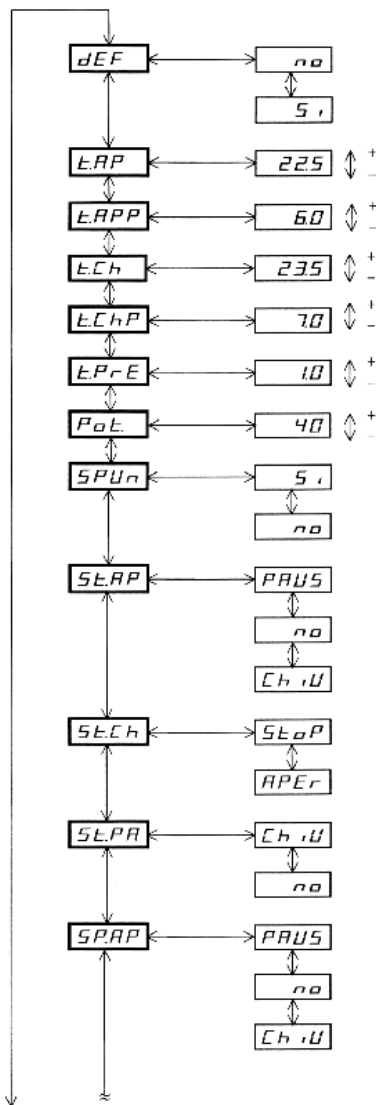 dEF no
Si
t.AP 22.5 + –
t.APP 6.0 + –
t.Ch 23.5 + –
t.ChP 7.0 + –
t.PrE 1.0 + –
Pot. 40 + –
SPUn Si
no
St.AP PAUS
no
ChiU
St.Ch StoP
APEr
St.PA ChiU
no
SP.AP PAUS
no
ChiU
≈